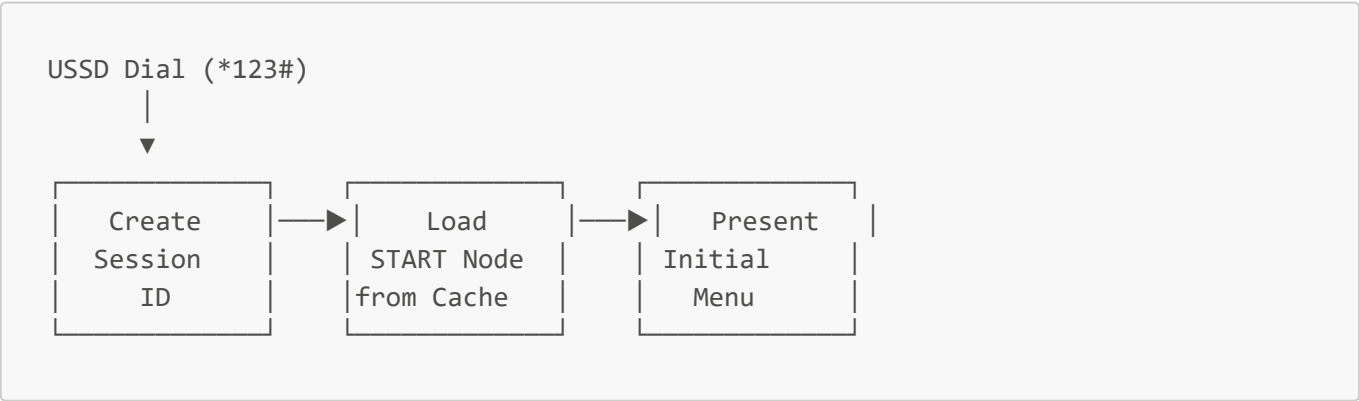 USSD Dial (*123#)
Create Load Present
Session START Node Initial
ID from Cache Menu